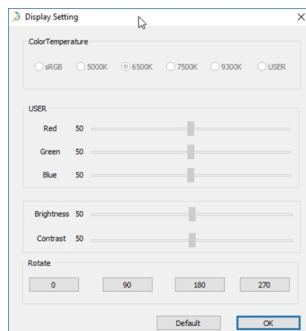 Display Setting
ColorTemperature
sRGB 5000K 6500K 7500K 9300K USER
USER
Red 50
Green 50
Blue 50
Brightness 50
Contrast 50
Rotate
0 90 180 270
Default OK